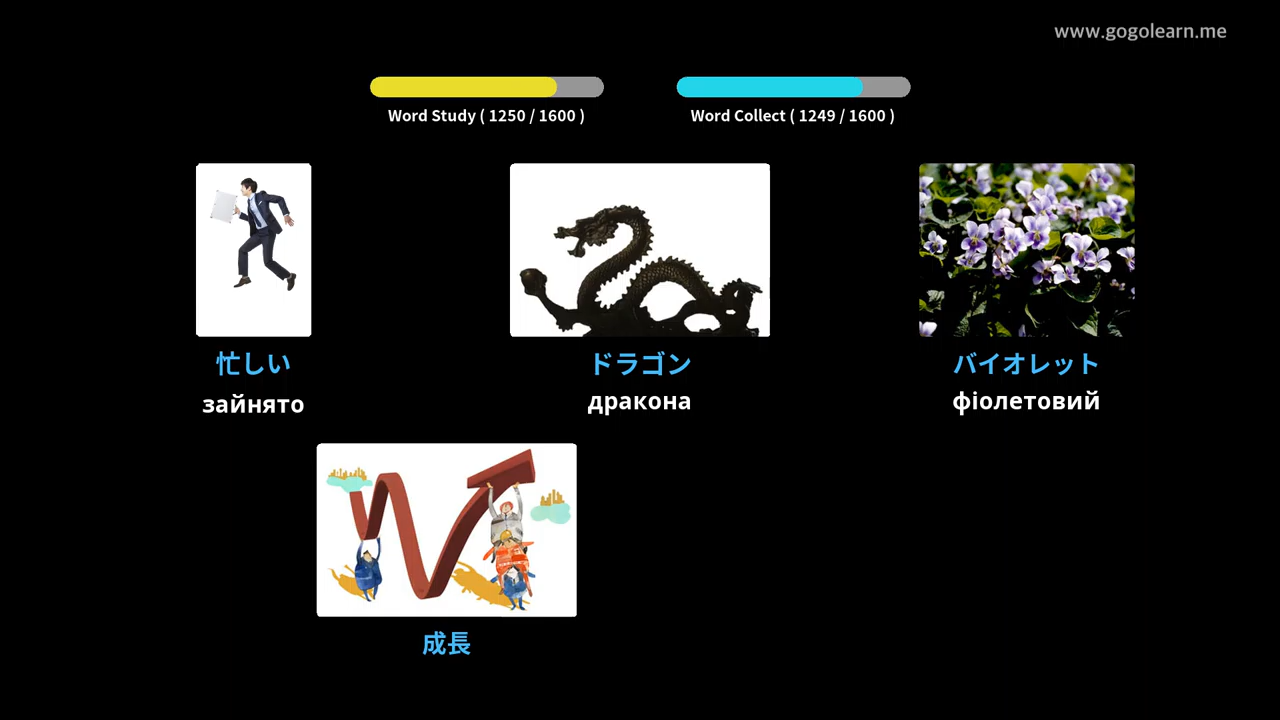 www.gogolearn.me
Word Study ( 1250 / 1600 )
Word Collect ( 1249 / 1600 )
忙しい
зайнято
ドラゴン
дракона
バイオレット
фіолетовий
成長